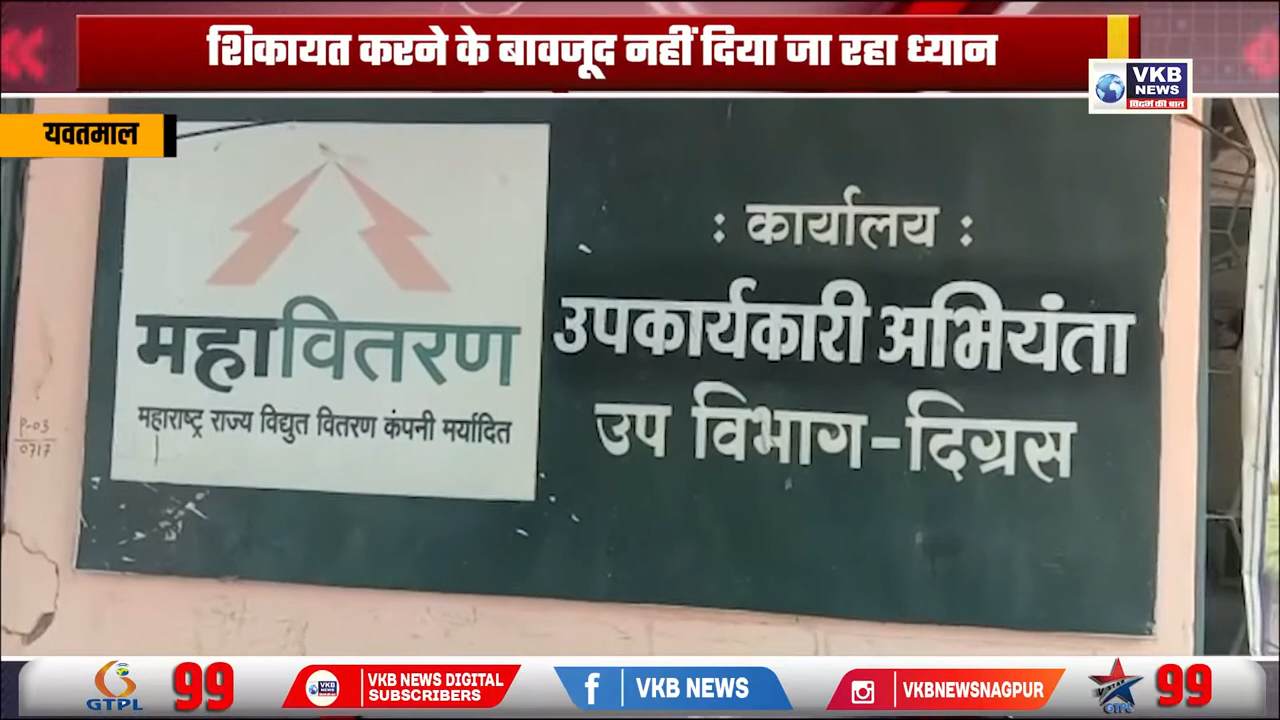 शिकायत करने के बावजूद नहीं दिया जा रहा ध्यान
VKB
NEWS
विदर्भ की बात
यवतमाल
: कार्यालय :
महावितरण
महाराष्ट्र राज्य विद्युत वितरण कंपनी मर्यादित
उपकार्यकारी अभियंता
उप विभाग-दिग्रस
P-03
0717
GTPL
99
VKB NEWS DIGITAL
SUBSCRIBERS
VKB NEWS
VKBNEWSNAGPUR
GTPL
99